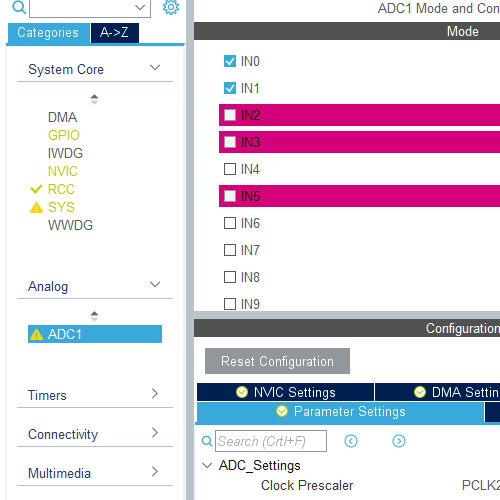 Categories
A->Z
System Core
DMA
GPIO
IWDG
NVIC
RCC
SYS
WWDG
Analog
ADC1
Timers
Connectivity
Multimedia
ADC1 Mode and Con
Mode
IN0
IN1
IN2
IN3
IN4
IN5
IN6
IN7
IN8
IN9
Configuration
Reset Configuration
NVIC Settings
DMA Settin
Parameter Settings
Search (Crtl+F)
ADC_Settings
Clock Prescaler PCLK2